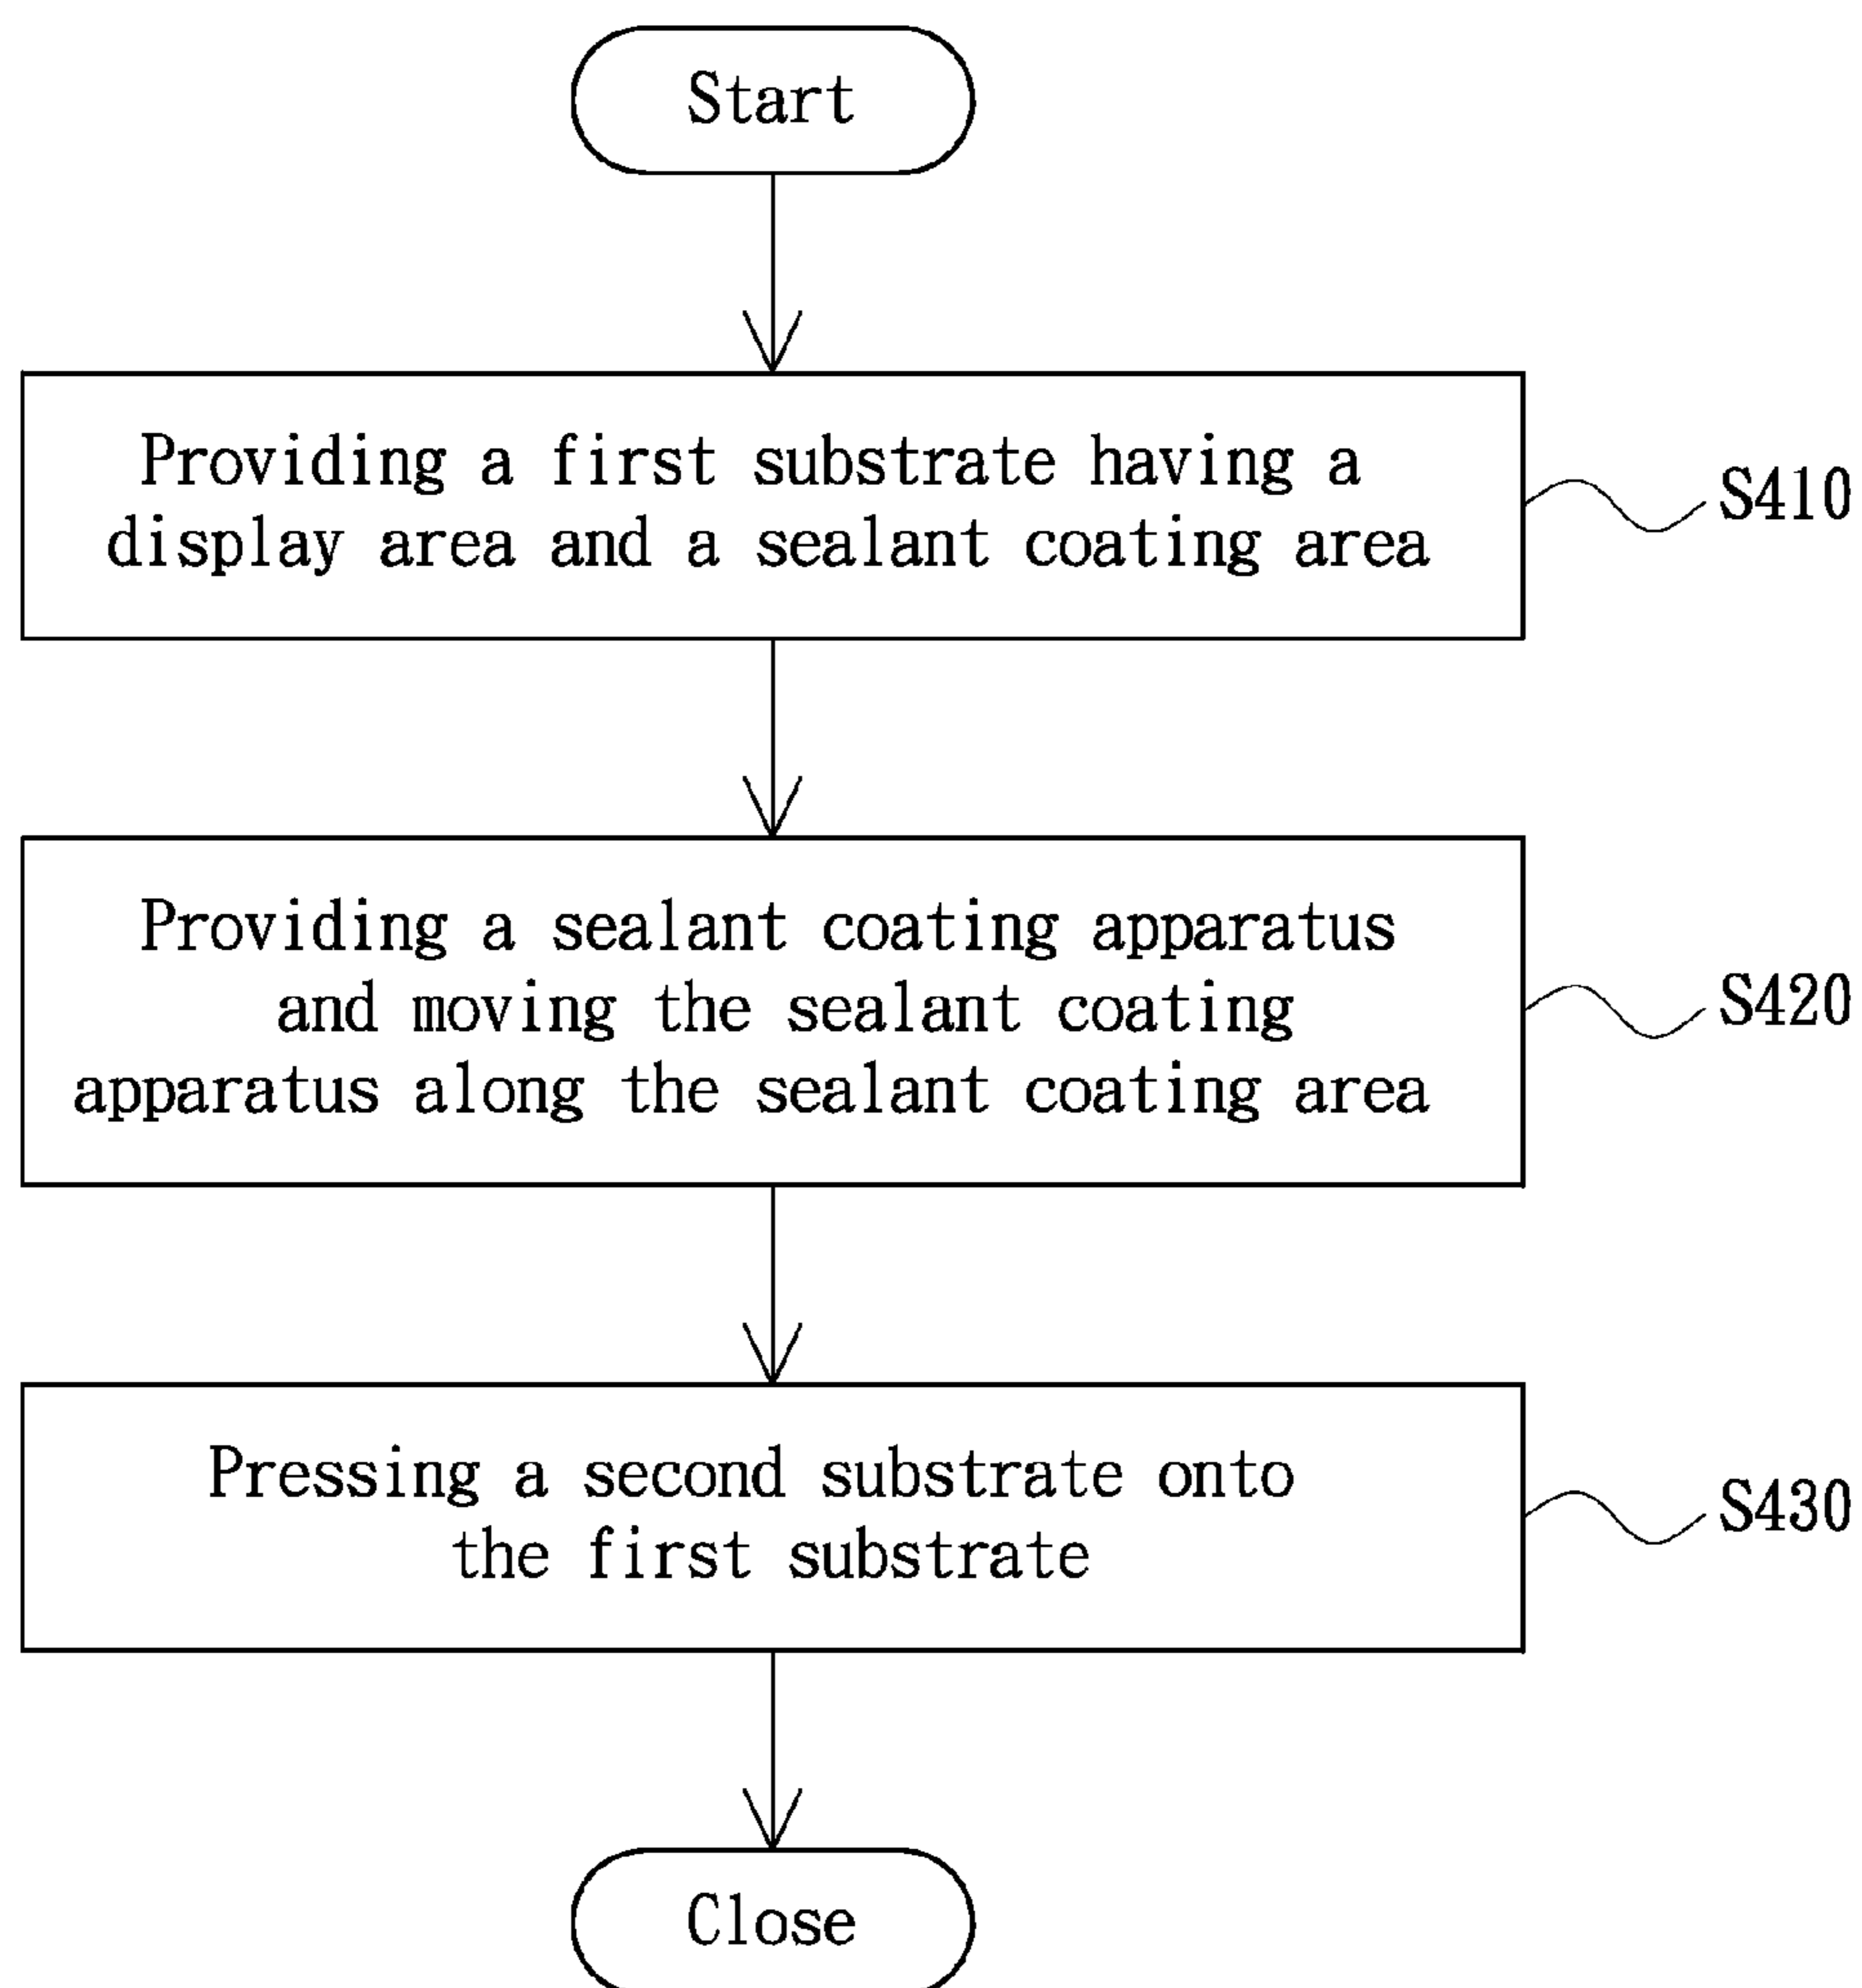 Start
Providing a first substrate having a
display area and a sealant coating area
S410
Providing a sealant coating apparatus
and moving the sealant coating
apparatus along the sealant coating area
S420
Pressing a second substrate onto
the first substrate
S430
Close